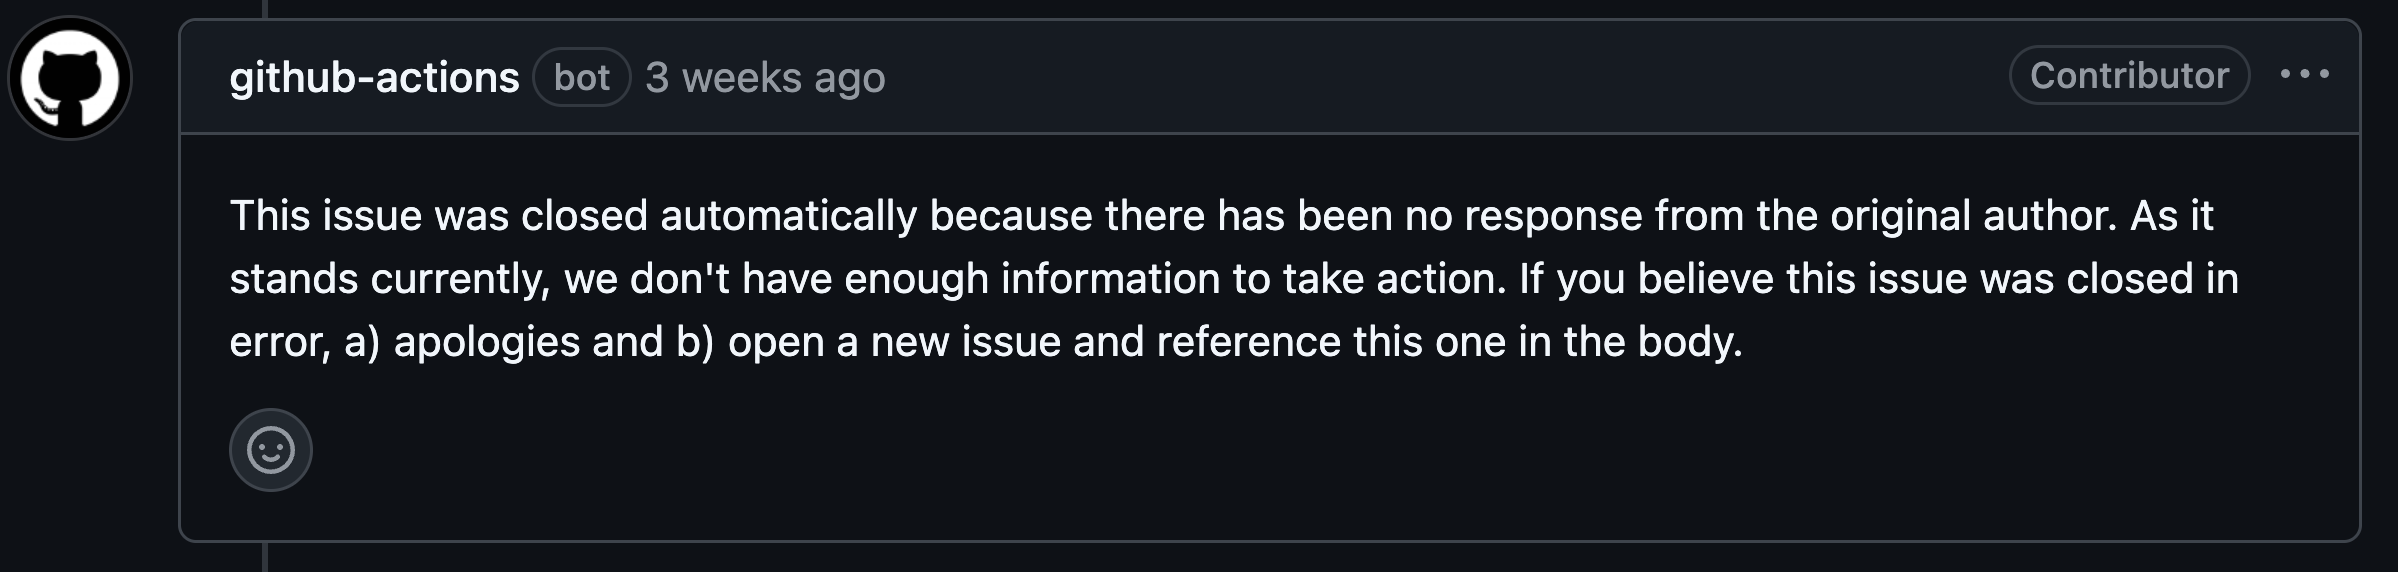 github-actions bot 3 weeks ago Contributor
This issue was closed automatically because there has been no response from the original author. As it
stands currently, we don't have enough information to take action. If you believe this issue was closed in
error, a) apologies and b) open a new issue and reference this one in the body.